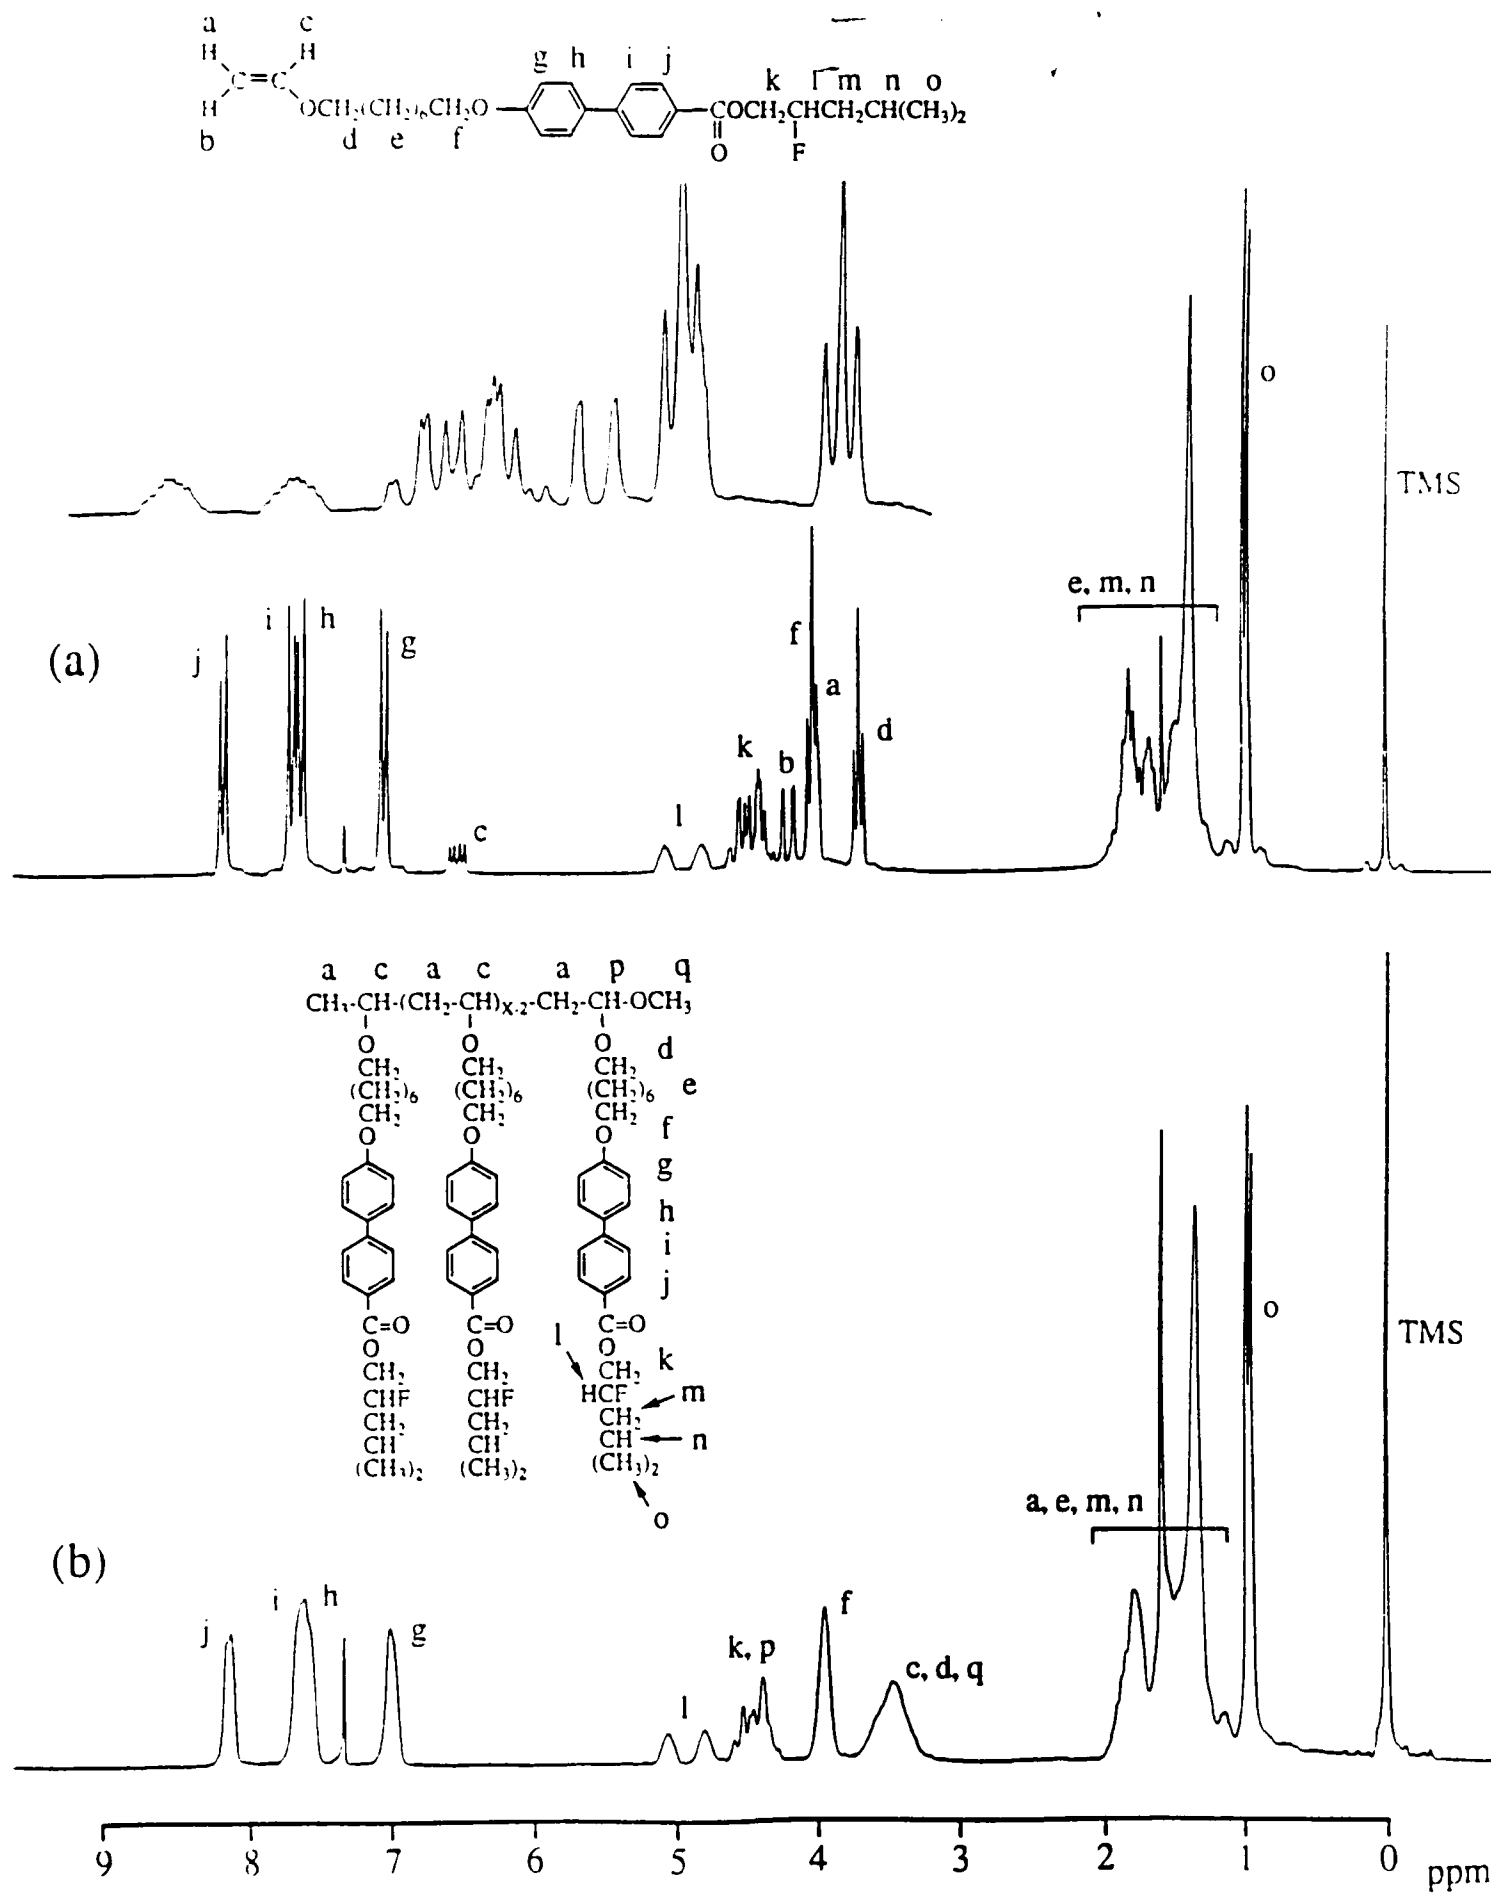 a c
H H
C=C g h i j k l m n o
H OCH₂(CH₂)₆CH₂O COCH₂CHCH₂CH(CH₃)₂
b d e f O F
o
TMS
e, m, n
(a) j i h g f a d
k b
l
c
a c a c a p q
CH₃-CH-(CH₂-CH)x-2-CH₂-CH-OCH₃
O O O d
CH₂ CH₂ CH₂
(CH₂)₆ (CH₂)₆ (CH₂)₆ e
CH₂ CH₂ CH₂ f
O O O
g
h
i
j
C=O C=O l C=O
O O O k
CH₂ CH₂ CH₂
CHF CHF HCF m
CH₂ CH₂ CH₂
CH CH CH n
(CH₃)₂ (CH₃)₂ (CH₃)₂
o
o
TMS
a, e, m, n
(b) j i h g f
k, p
c, d, q
l
9 8 7 6 5 4 3 2 1 0 ppm